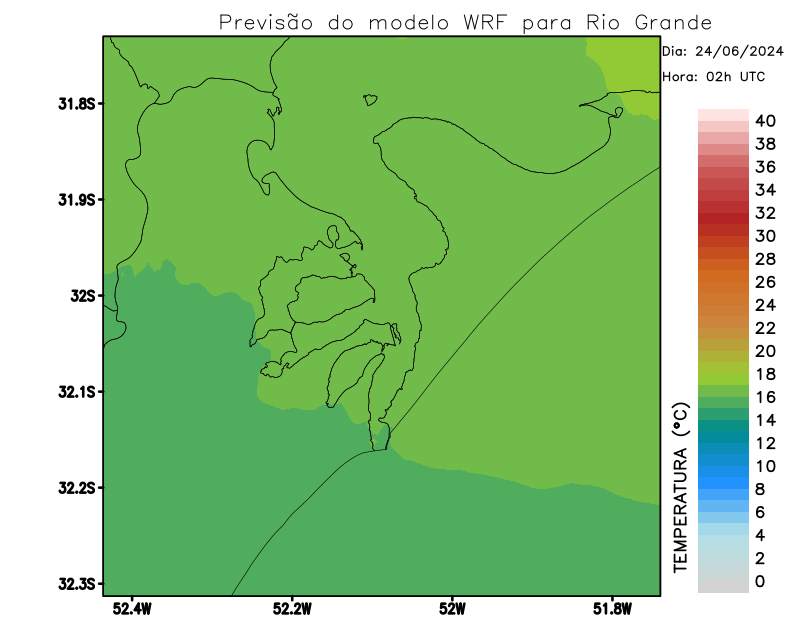 Previsão do modelo WRF para Rio Grande
Dia: 24/06/2024
Hora: 02h UTC
31.8S
31.9S
32S
32.1S
32.2S
32.3S
52.4W
52.2W
52W
51.8W
40
38
36
34
32
30
28
26
24
22
20
18
16
14
12
10
8
6
4
2
0
TEMPERATURA (ºC)